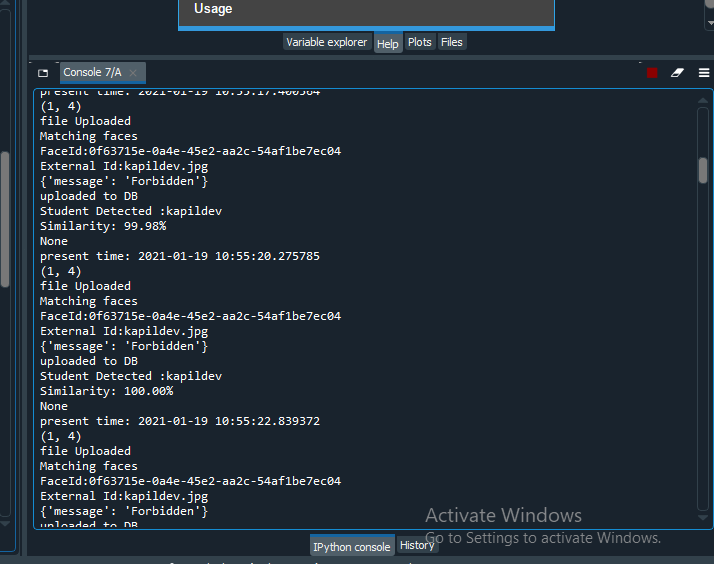 Usage
Variable explorer Help Plots Files
Console 7/A
present time: 2021-01-19 10:55:17.400564
(1, 4)
file Uploaded
Matching faces
FaceId:0f63715e-0a4e-45e2-aa2c-54af1be7ec04
External Id:kapildev.jpg
{'message': 'Forbidden'}
uploaded to DB
Student Detected :kapildev
Similarity: 99.98%
None
present time: 2021-01-19 10:55:20.275785
(1, 4)
file Uploaded
Matching faces
FaceId:0f63715e-0a4e-45e2-aa2c-54af1be7ec04
External Id:kapildev.jpg
{'message': 'Forbidden'}
uploaded to DB
Student Detected :kapildev
Similarity: 100.00%
None
present time: 2021-01-19 10:55:22.839372
(1, 4)
file Uploaded
Matching faces
FaceId:0f63715e-0a4e-45e2-aa2c-54af1be7ec04
External Id:kapildev.jpg
{'message': 'Forbidden'}
uploaded to DB
Activate Windows
Go to Settings to activate Windows.
IPython console History